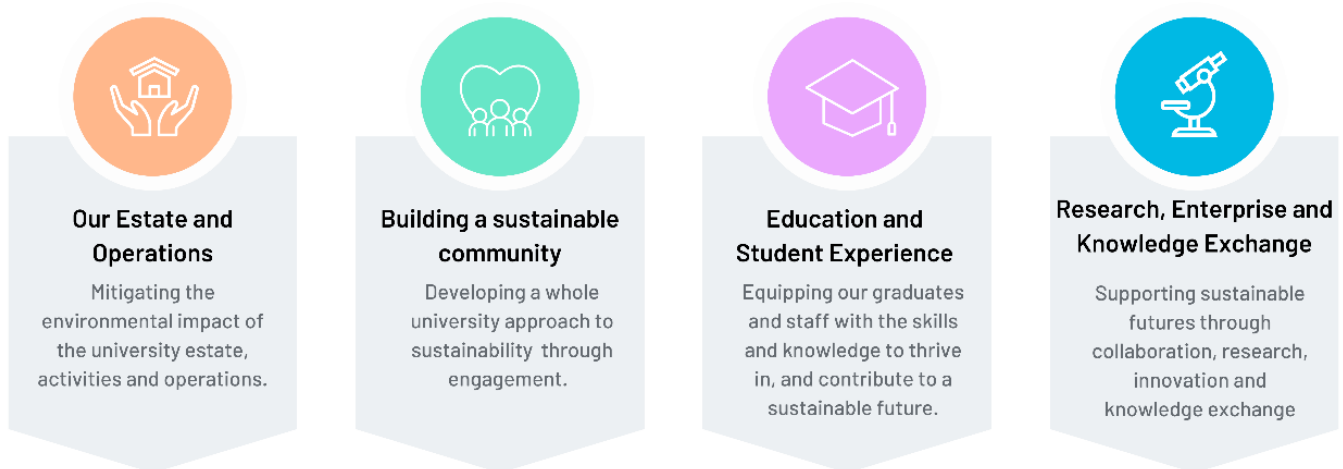 Our Estate and
Operations
Mitigating the
environmental impact of
the university estate,
activities and operations.
Building a sustainable
community
Developing a whole
university approach to
sustainability through
engagement.
Education and
Student Experience
Equipping our graduates
and staff with the skills
and knowledge to thrive
in, and contribute to a
sustainable future.
Research, Enterprise and
Knowledge Exchange
Supporting sustainable
futures through
collaboration, research,
innovation and
knowledge exchange